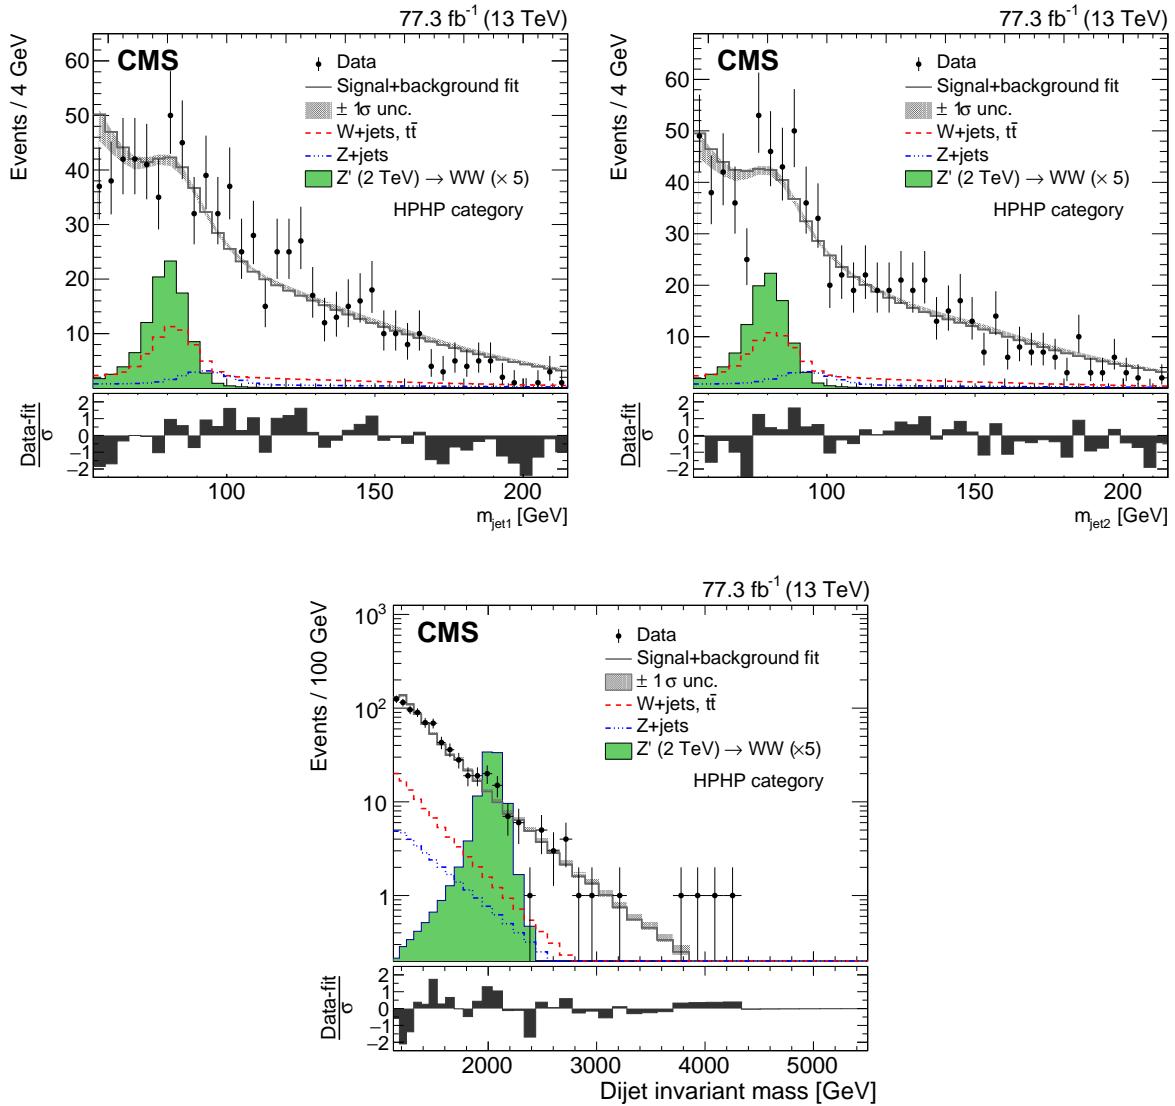 77.3 fb⁻¹ (13 TeV)
CMS
Events / 4 GeV
60
50
40
30
20
10
Data
Signal+background fit
± 1σ unc.
W+jets, tt̄
Z+jets
Z' (2 TeV) → WW (× 5)
HPHP category
Data-fit
σ
2
1
0
−1
−2
100
150
200
m_jet1 [GeV]
77.3 fb⁻¹ (13 TeV)
CMS
Events / 4 GeV
60
50
40
30
20
10
Data
Signal+background fit
± 1σ unc.
W+jets, tt̄
Z+jets
Z' (2 TeV) → WW (× 5)
HPHP category
Data-fit
σ
2
1
0
−1
−2
100
150
200
m_jet2 [GeV]
77.3 fb⁻¹ (13 TeV)
CMS
Events / 100 GeV
10³
10²
10
1
Data
Signal+background fit
± 1σ unc.
W+jets, tt̄
Z+jets
Z' (2 TeV) → WW (×5)
HPHP category
Data-fit
σ
2
1
0
−1
−2
2000
3000
4000
5000
Dijet invariant mass [GeV]